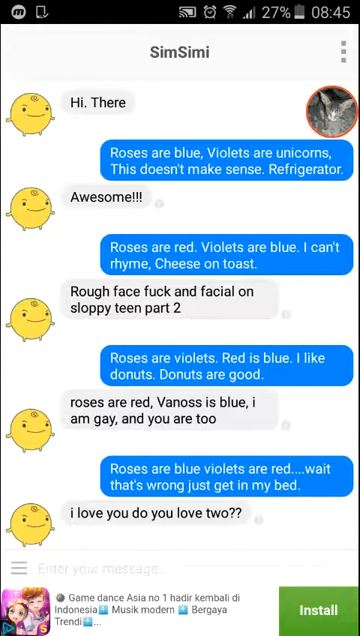 27% 08:45
SimSimi
Hi. There
Roses are blue, Violets are unicorns,
This doesn't make sense. Refrigerator.
Awesome!!!
Roses are red. Violets are blue. I can't
rhyme, Cheese on toast.
Rough face fuck and facial on
sloppy teen part 2
Roses are violets. Red is blue. I like
donuts. Donuts are good.
roses are red, Vanoss is blue, i
am gay, and you are too
Roses are blue violets are red....wait
that's wrong just get in my bed.
i love you do you love two??
Enter your message.
Game dance Asia no 1 hadir kembali di
Indonesia Musik modern Bergaya
Trendi...
Install